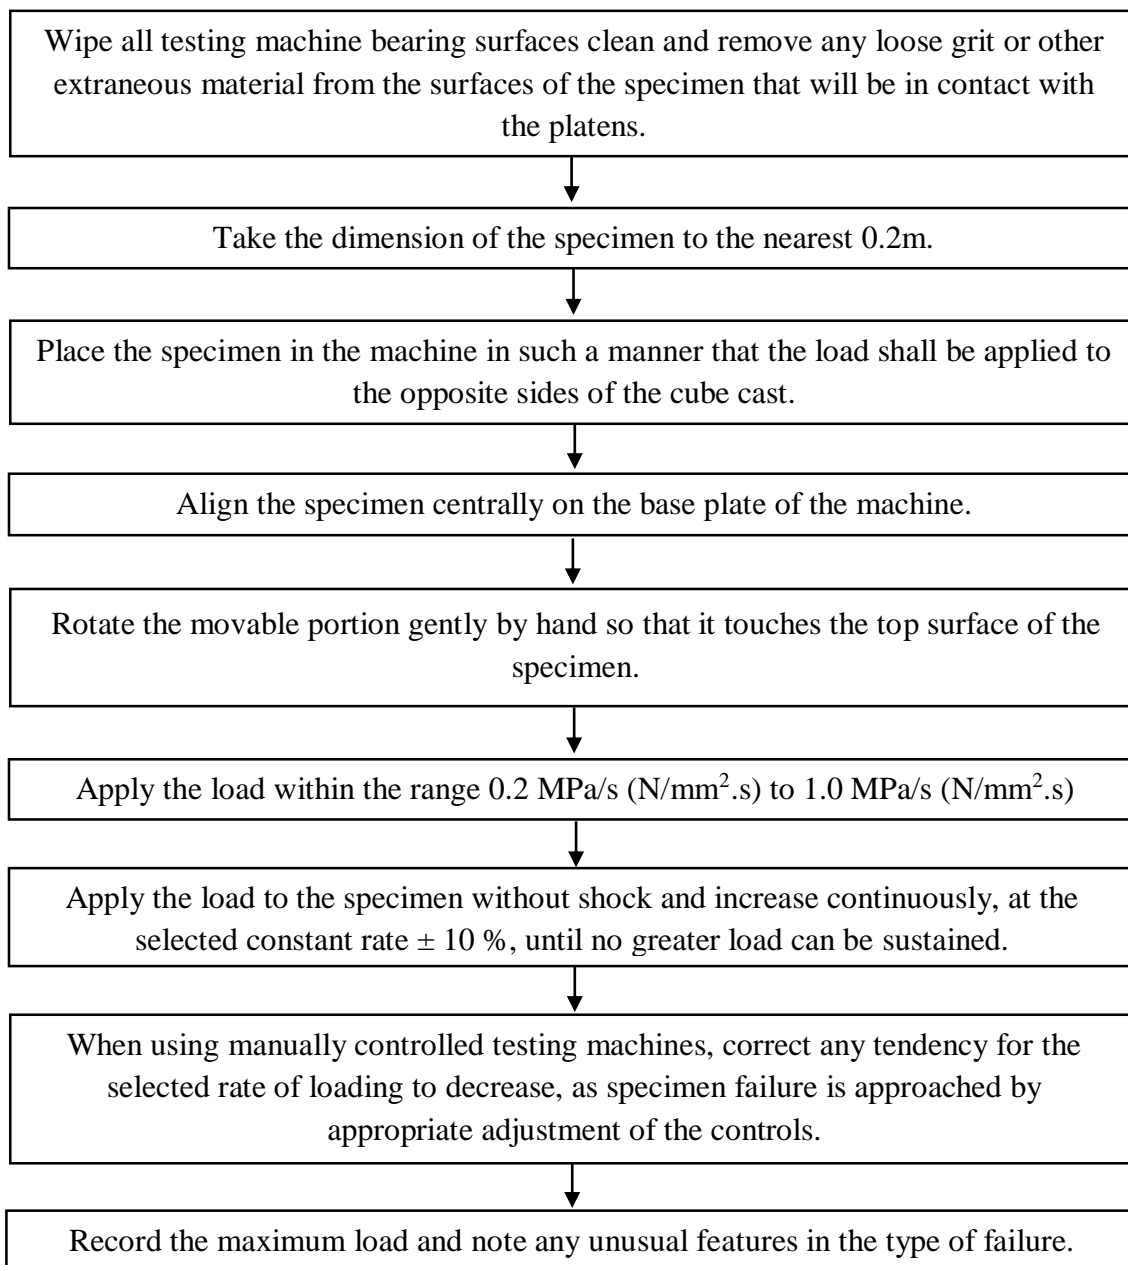 Wipe all testing machine bearing surfaces clean and remove any loose grit or other
extraneous material from the surfaces of the specimen that will be in contact with
the platens.
Take the dimension of the specimen to the nearest 0.2m.
Place the specimen in the machine in such a manner that the load shall be applied to
the opposite sides of the cube cast.
Align the specimen centrally on the base plate of the machine.
Rotate the movable portion gently by hand so that it touches the top surface of the
specimen.
Apply the load within the range 0.2 MPa/s (N/mm².s) to 1.0 MPa/s (N/mm².s)
Apply the load to the specimen without shock and increase continuously, at the
selected constant rate ± 10 %, until no greater load can be sustained.
When using manually controlled testing machines, correct any tendency for the
selected rate of loading to decrease, as specimen failure is approached by
appropriate adjustment of the controls.
Record the maximum load and note any unusual features in the type of failure.